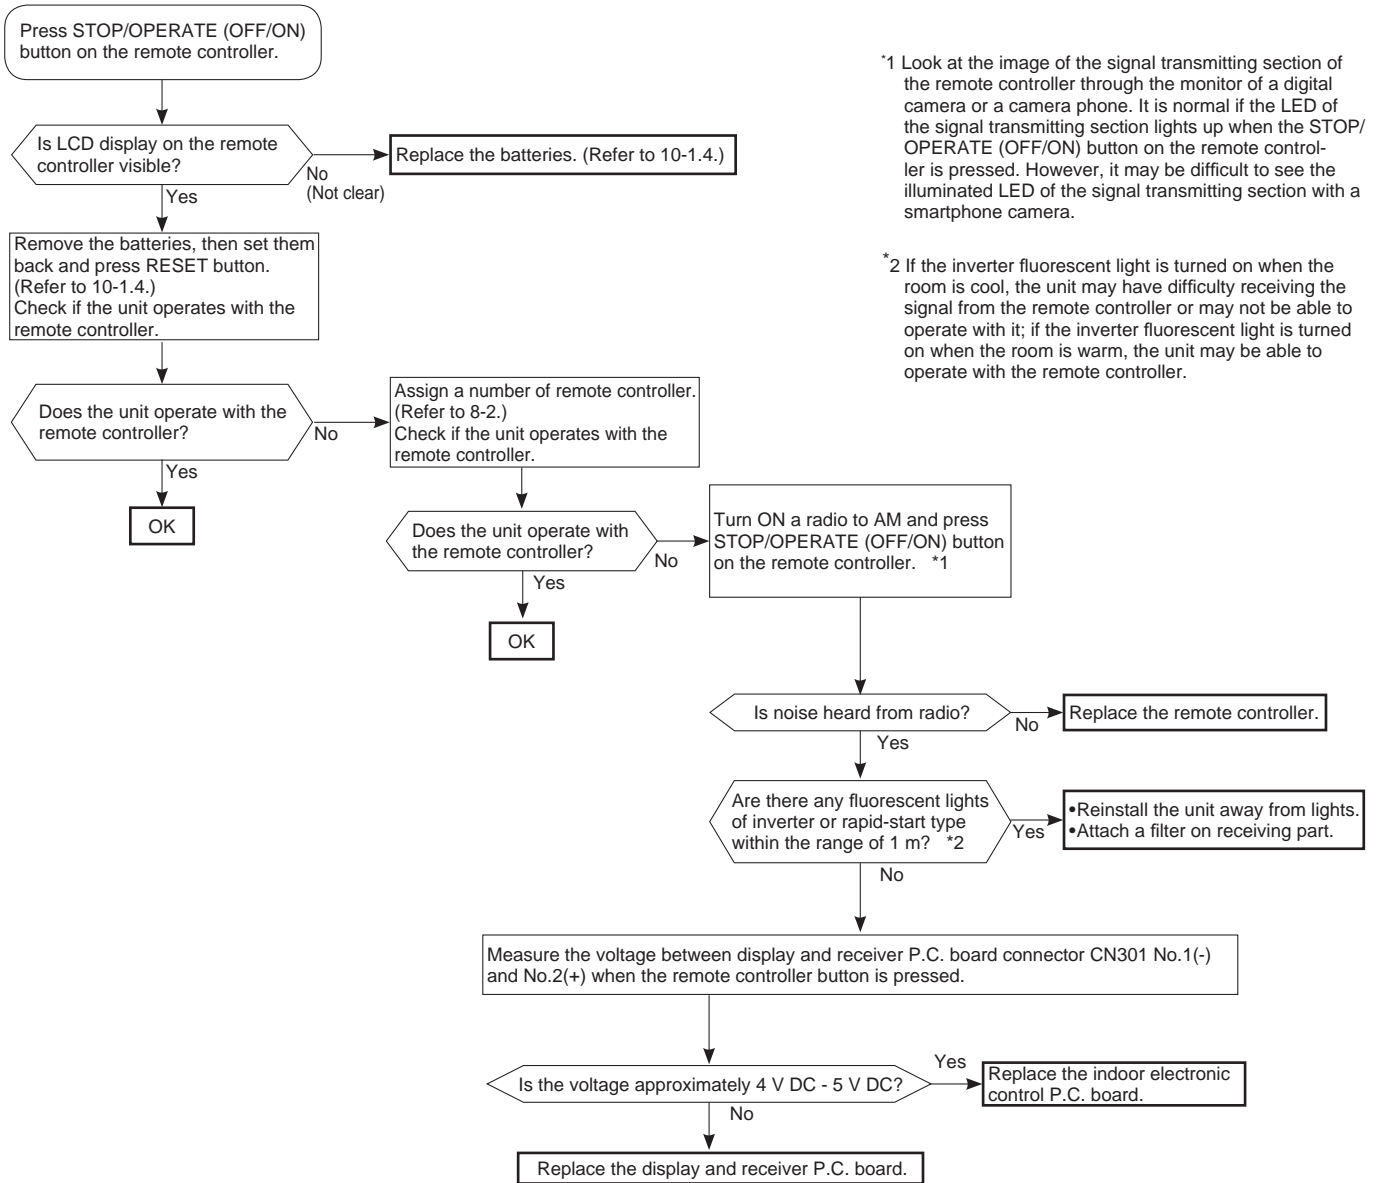 Press STOP/OPERATE (OFF/ON)
button on the remote controller.
Is LCD display on the remote
controller visible?
No
(Not clear)
Replace the batteries. (Refer to 10-1.4.)
Yes
Remove the batteries, then set them
back and press RESET button.
(Refer to 10-1.4.)
Check if the unit operates with the
remote controller.
Does the unit operate with the
remote controller?
No
Yes
OK
Assign a number of remote controller.
(Refer to 8-2.)
Check if the unit operates with the
remote controller.
Does the unit operate with
the remote controller?
No
Yes
OK
Turn ON a radio to AM and press
STOP/OPERATE (OFF/ON) button
on the remote controller. *1
Is noise heard from radio?
No
Replace the remote controller.
Yes
Are there any fluorescent lights
of inverter or rapid-start type
within the range of 1 m? *2
Yes
•Reinstall the unit away from lights.
•Attach a filter on receiving part.
No
Measure the voltage between display and receiver P.C. board connector CN301 No.1(-)
and No.2(+) when the remote controller button is pressed.
Is the voltage approximately 4 V DC - 5 V DC?
Yes
Replace the indoor electronic
control P.C. board.
No
Replace the display and receiver P.C. board.
*1 Look at the image of the signal transmitting section of
the remote controller through the monitor of a digital
camera or a camera phone. It is normal if the LED of
the signal transmitting section lights up when the STOP/
OPERATE (OFF/ON) button on the remote control-
ler is pressed. However, it may be difficult to see the
illuminated LED of the signal transmitting section with a
smartphone camera.
*2 If the inverter fluorescent light is turned on when the
room is cool, the unit may have difficulty receiving the
signal from the remote controller or may not be able to
operate with it; if the inverter fluorescent light is turned
on when the room is warm, the unit may be able to
operate with the remote controller.